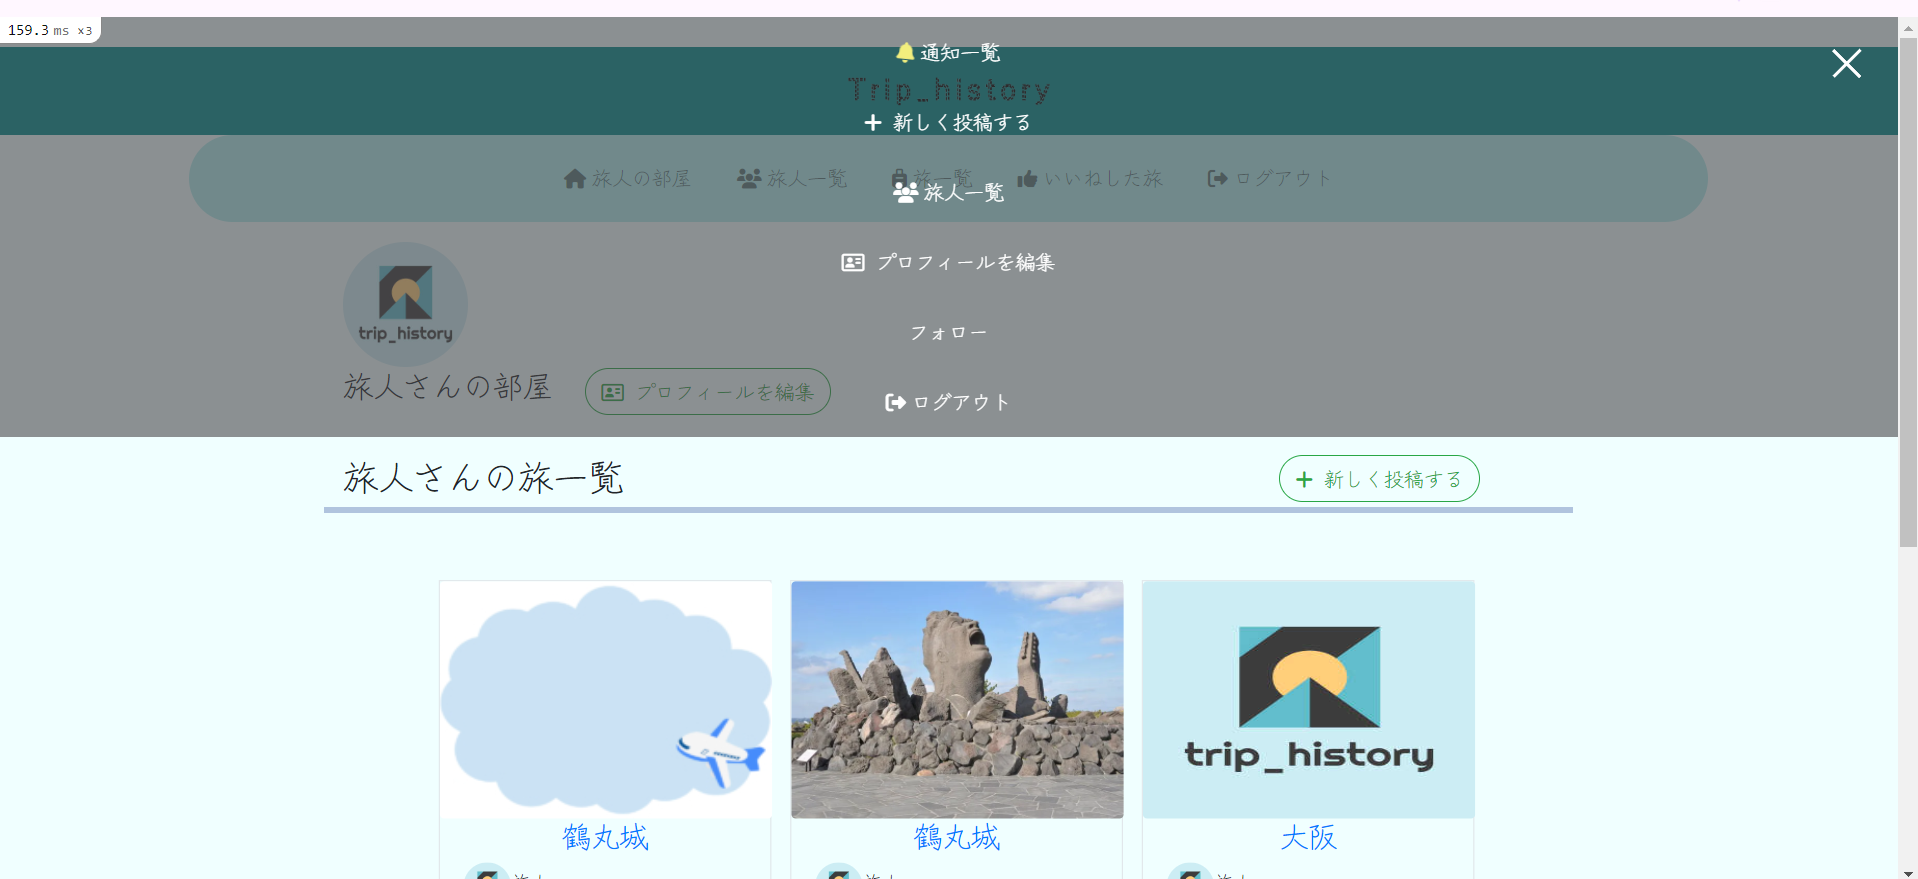 159.3 ms ×3
通知一覧
Trip_history
新しく投稿する
旅人の部屋 旅人一覧 旅一覧 いいねした旅 ログアウト
旅人一覧
プロフィールを編集
trip_history
フォロー
旅人さんの部屋 プロフィールを編集
ログアウト
旅人さんの旅一覧 新しく投稿する
trip_history
鶴丸城 鶴丸城 大阪